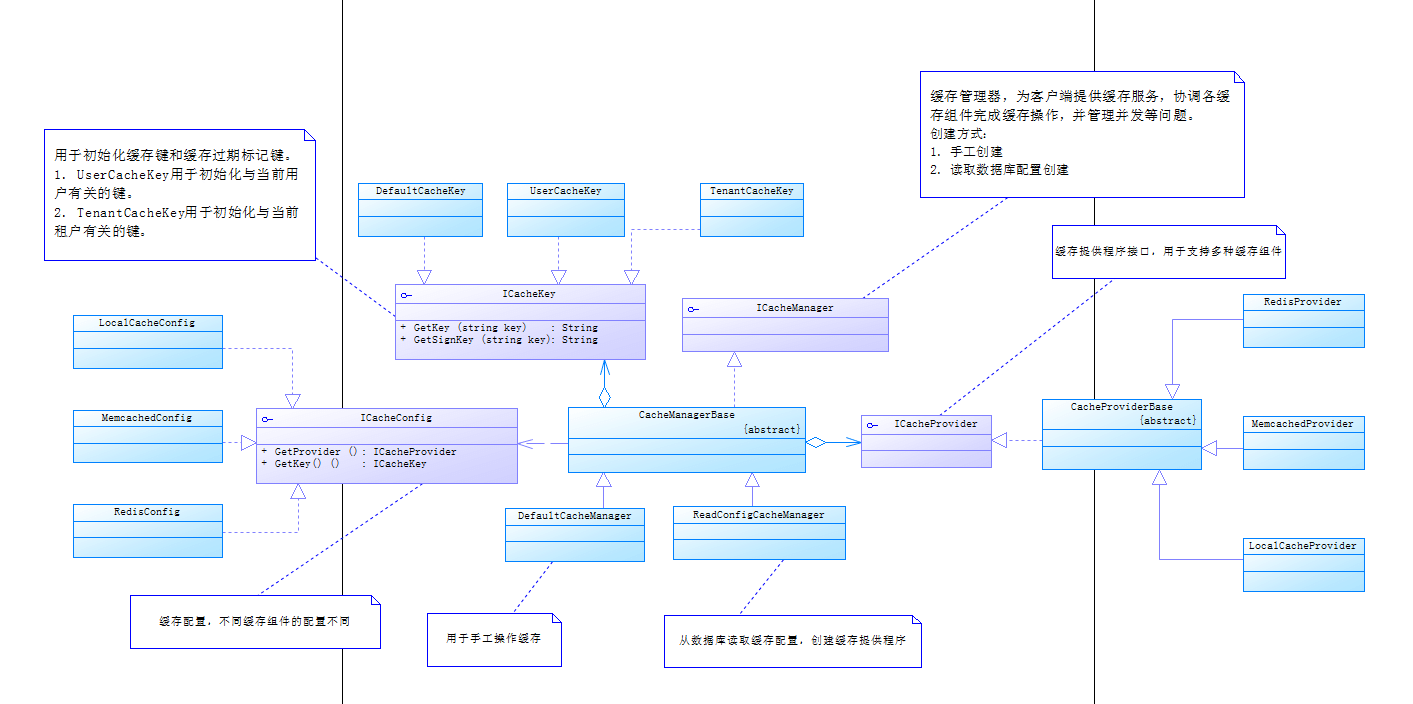 缓存管理器，为客户端提供缓存服务，协调各缓
存组件完成缓存操作，并管理并发等问题。
创建方式:
1. 手工创建
2. 读取数据库配置创建
用于初始化缓存键和缓存过期标记键。
1. UserCacheKey用于初始化与当前用
户有关的键。
2. TenantCacheKey用于初始化与当前
租户有关的键。
DefaultCacheKey
UserCacheKey
TenantCacheKey
缓存提供程序接口，用于支持多种缓存组件
ICacheKey
+ GetKey (string key) : String
+ GetSignKey (string key): String
ICacheManager
RedisProvider
LocalCacheConfig
MemcachedConfig
RedisConfig
ICacheConfig
+ GetProvider () : ICacheProvider
+ GetKey() () : ICacheKey
CacheManagerBase
{abstract}
ICacheProvider
CacheProviderBase
{abstract}
MemcachedProvider
LocalCacheProvider
DefaultCacheManager
ReadConfigCacheManager
缓存配置，不同缓存组件的配置不同
用于手工操作缓存
从数据库读取缓存配置，创建缓存提供程序